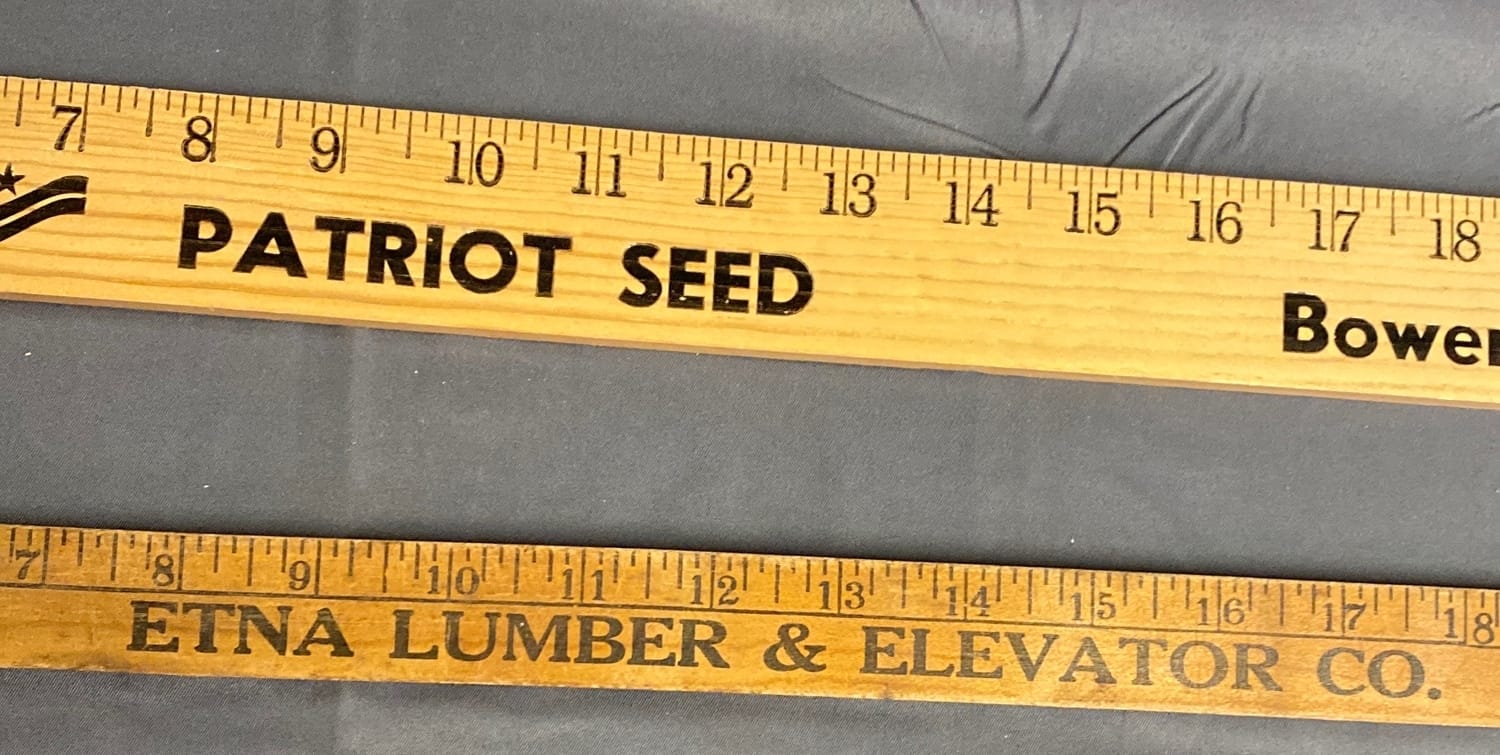 7 8 9 10 11 12 13 14 15 16 17 18
PATRIOT SEED
7 8 9 10 11 12 13 14 15 16 17 18
ETNA LUMBER & ELEVATOR CO.